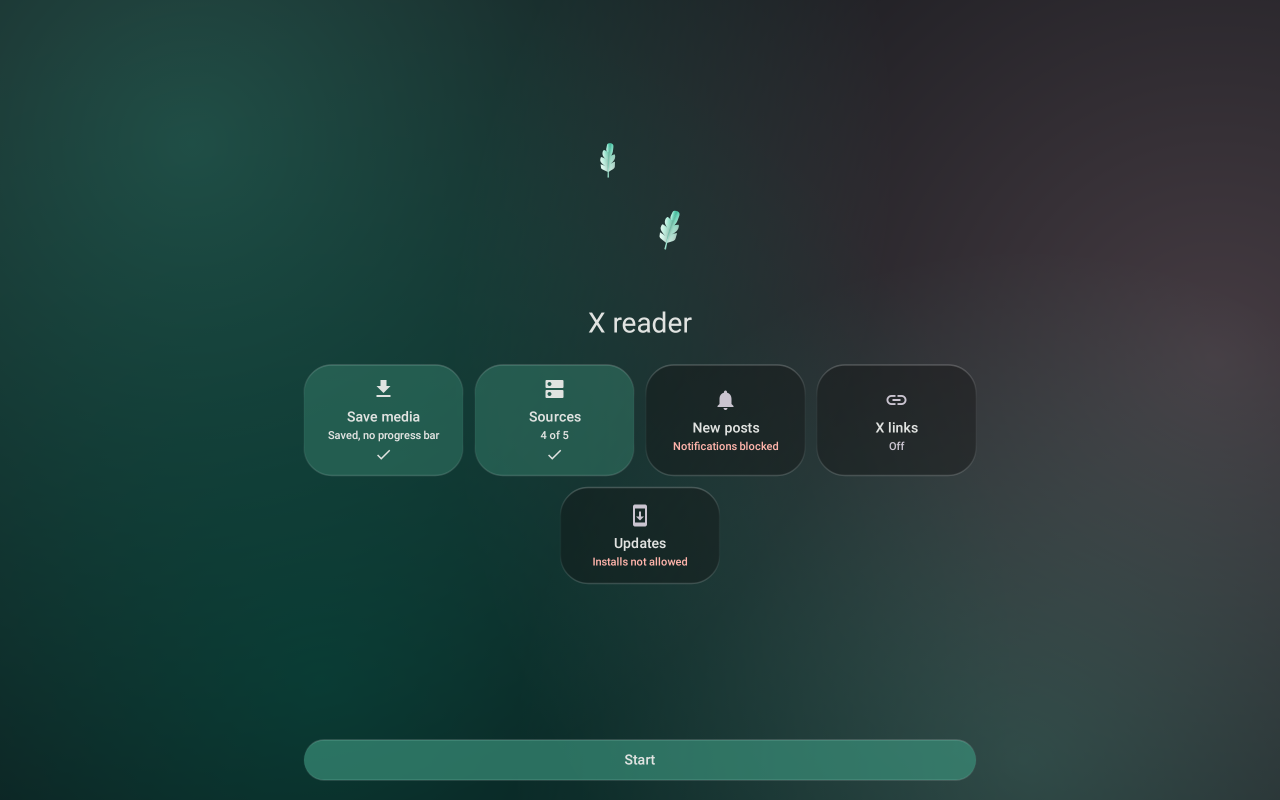 X reader
Save media
Saved, no progress bar
Sources
4 of 5
New posts
Notifications blocked
X links
Off
Updates
Installs not allowed
Start